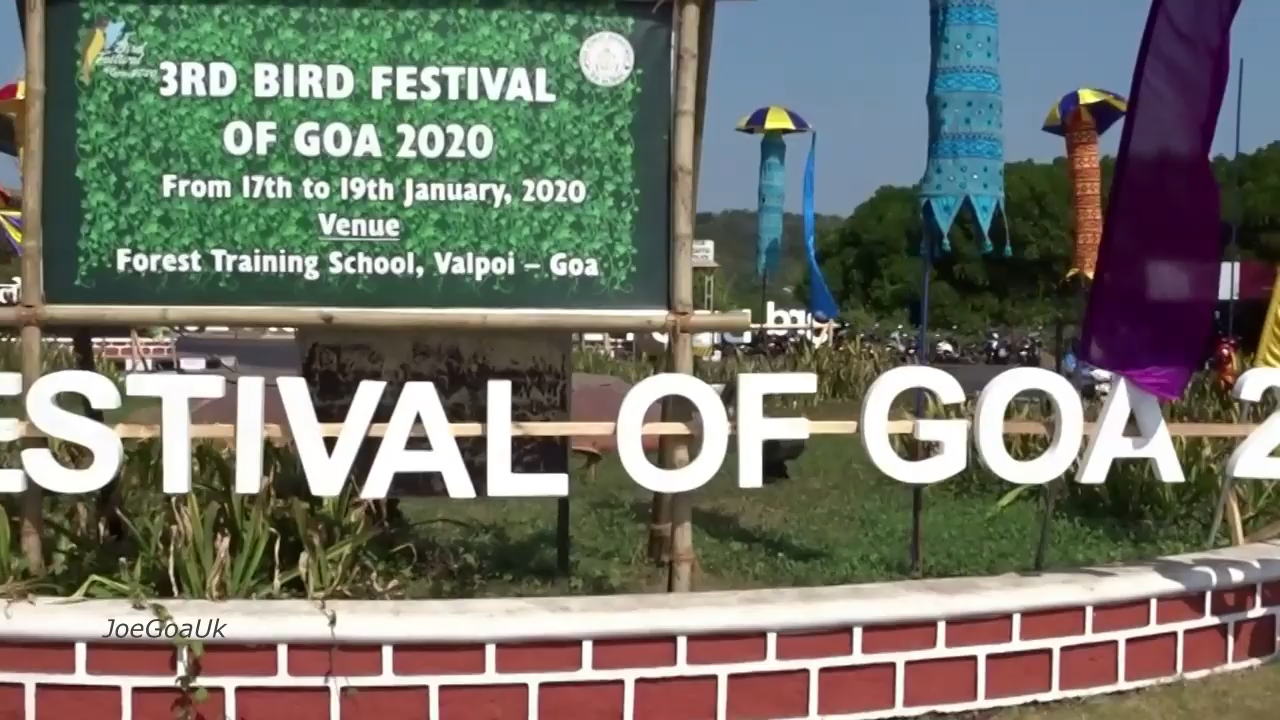 3RD BIRD FESTIVAL
OF GOA 2020
From 17th to 19th January, 2020
Venue
Forest Training School, Valpoi – Goa
ESTIVAL OF GOA 2
JoeGoaUk